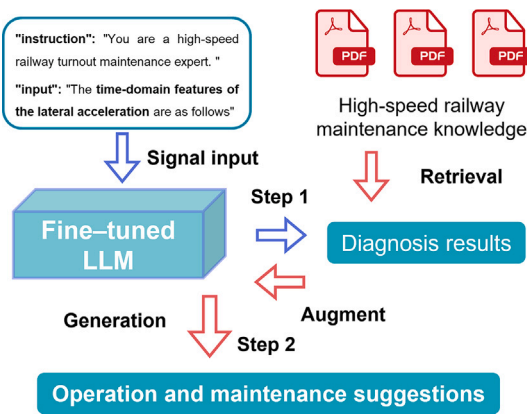 "instruction": "You are a high-speed
railway turnout maintenance expert. "
"input": "The time-domain features of
the lateral acceleration are as follows"
PDF
PDF
PDF
High-speed railway
maintenance knowledge
Signal input
Retrieval
Step 1
Fine–tuned
LLM
Diagnosis results
Augment
Generation
Step 2
Operation and maintenance suggestions